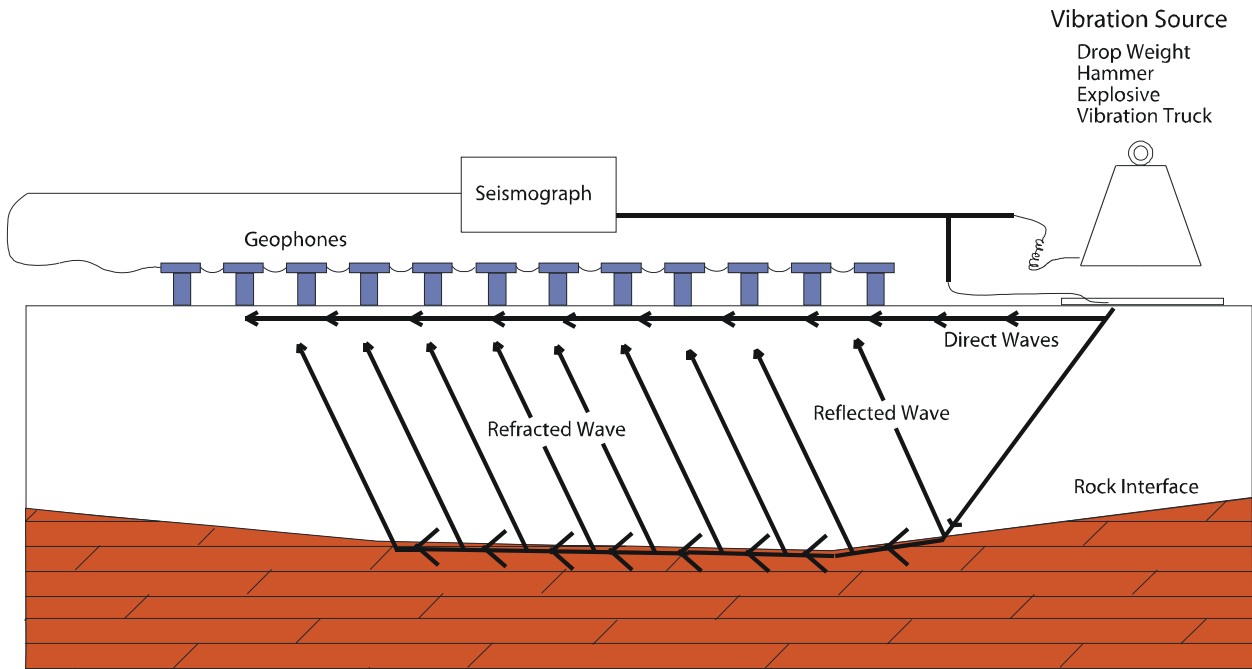 Vibration Source
Drop Weight
Hammer
Explosive
Vibration Truck
Seismograph
Geophones
Direct Waves
Reflected Wave
Refracted Wave
Rock Interface